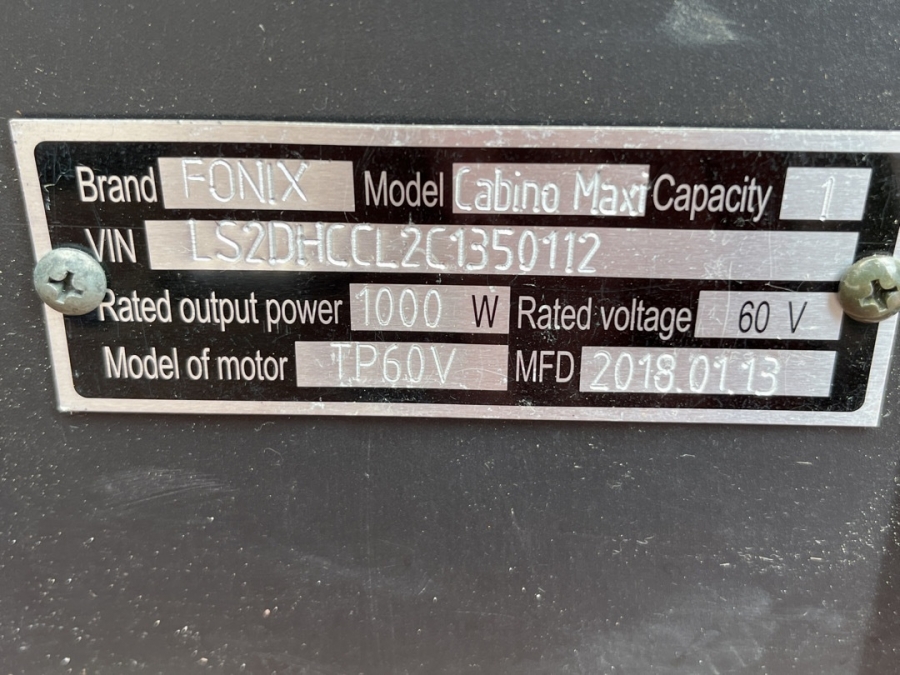 Brand FONIX Model Cabino Maxi Capacity 1
VIN LS2DHCCL2C1350112
Rated output power 1000 W Rated voltage 60 V
Model of motor TP60V MFD 2018.01.13